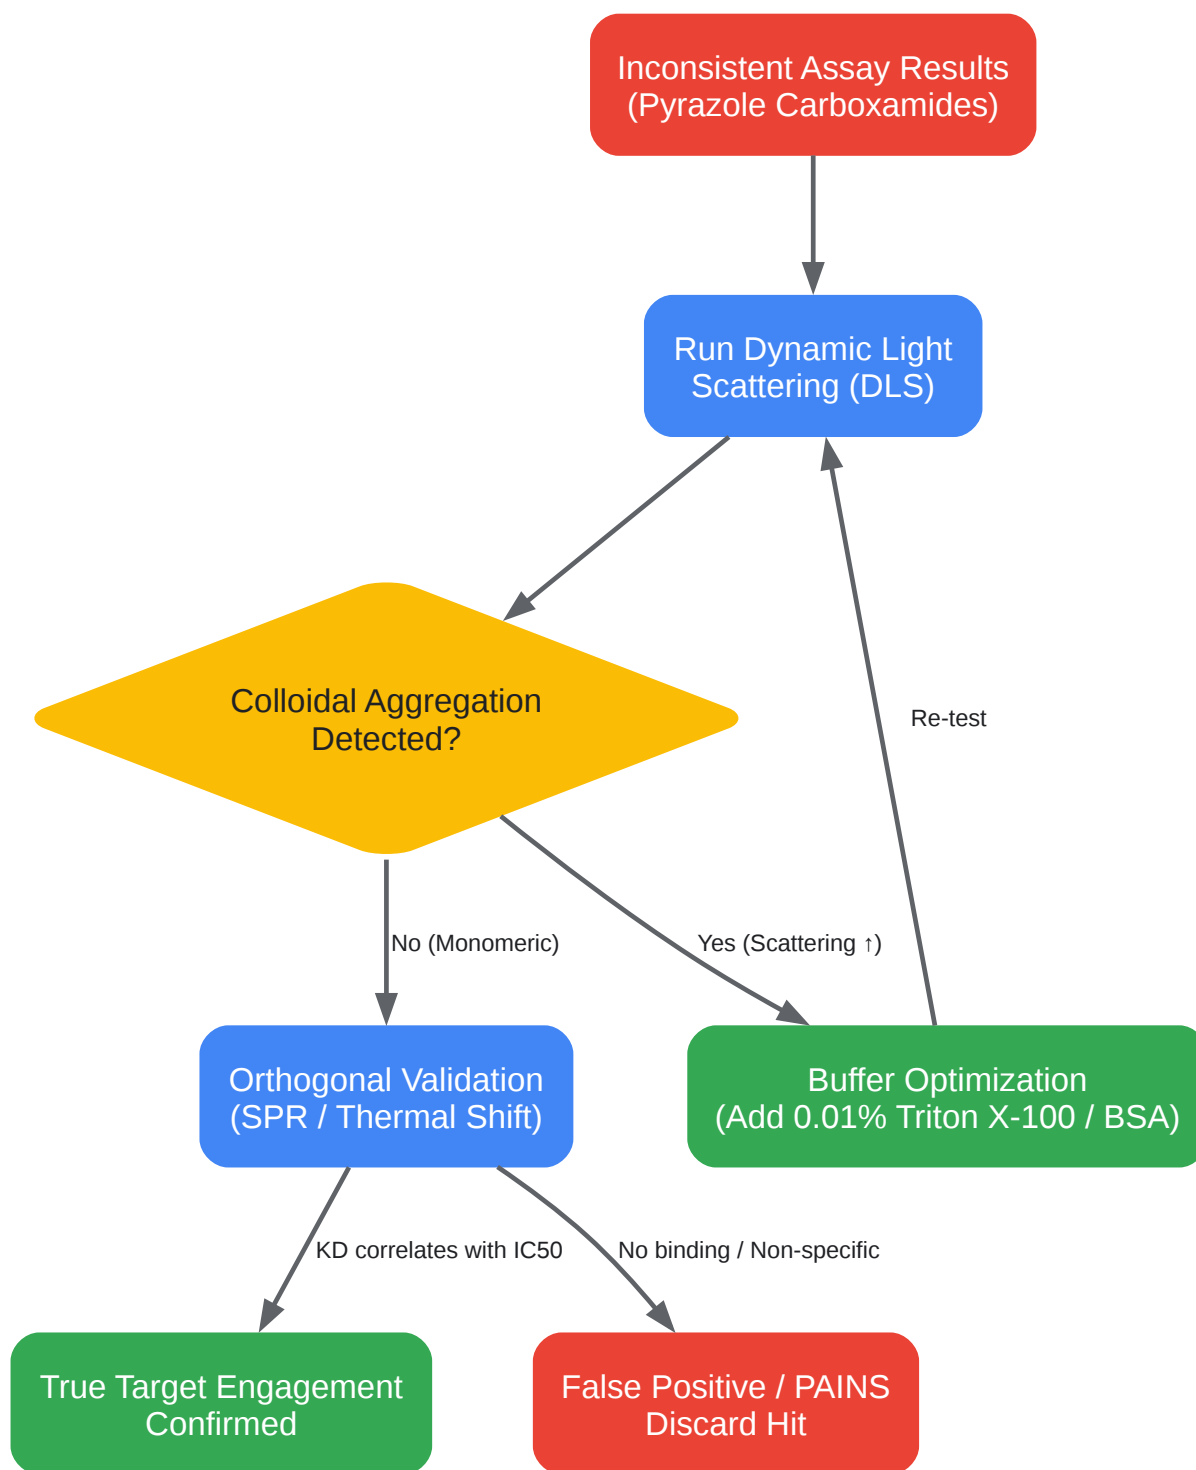 Inconsistent Assay Results
(Pyrazole Carboxamides)
Run Dynamic Light
Scattering (DLS)
Colloidal Aggregation
Detected?
Re-test
No (Monomeric)
Yes (Scattering ↑)
Orthogonal Validation
(SPR / Thermal Shift)
Buffer Optimization
(Add 0.01% Triton X-100 / BSA)
KD correlates with IC50
No binding / Non-specific
True Target Engagement
Confirmed
False Positive / PAINS
Discard Hit